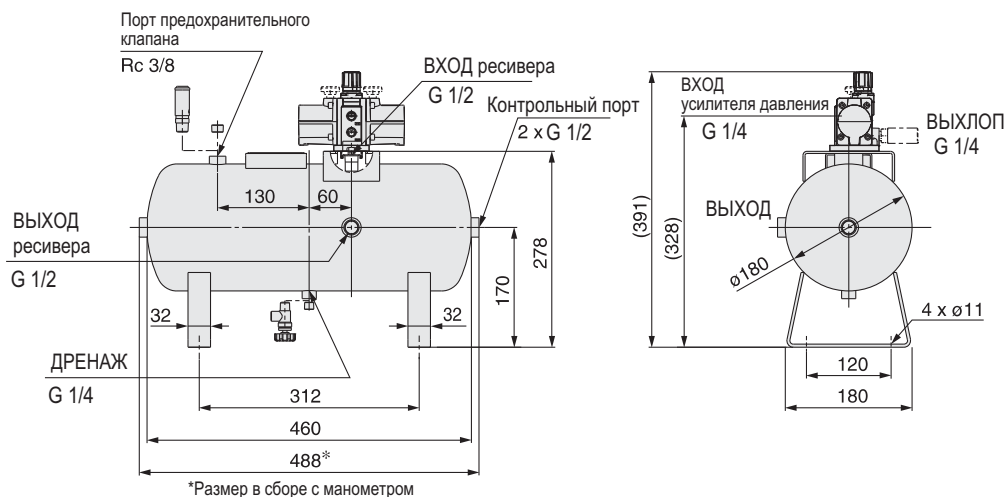 Порт предохранительного
клапана
Rc 3/8
ВХОД ресивера
G 1/2
Контрольный порт
2 x G 1/2
130
60
ВЫХОД
ресивера
G 1/2
278
170
32
32
ДРЕНАЖ
G 1/4
312
460
488*
*Размер в сборе с манометром
ВХОД
усилителя давления
G 1/4
ВЫХЛОП
G 1/4
(391)
(328)
ВЫХОД
ø180
4 x ø11
120
180